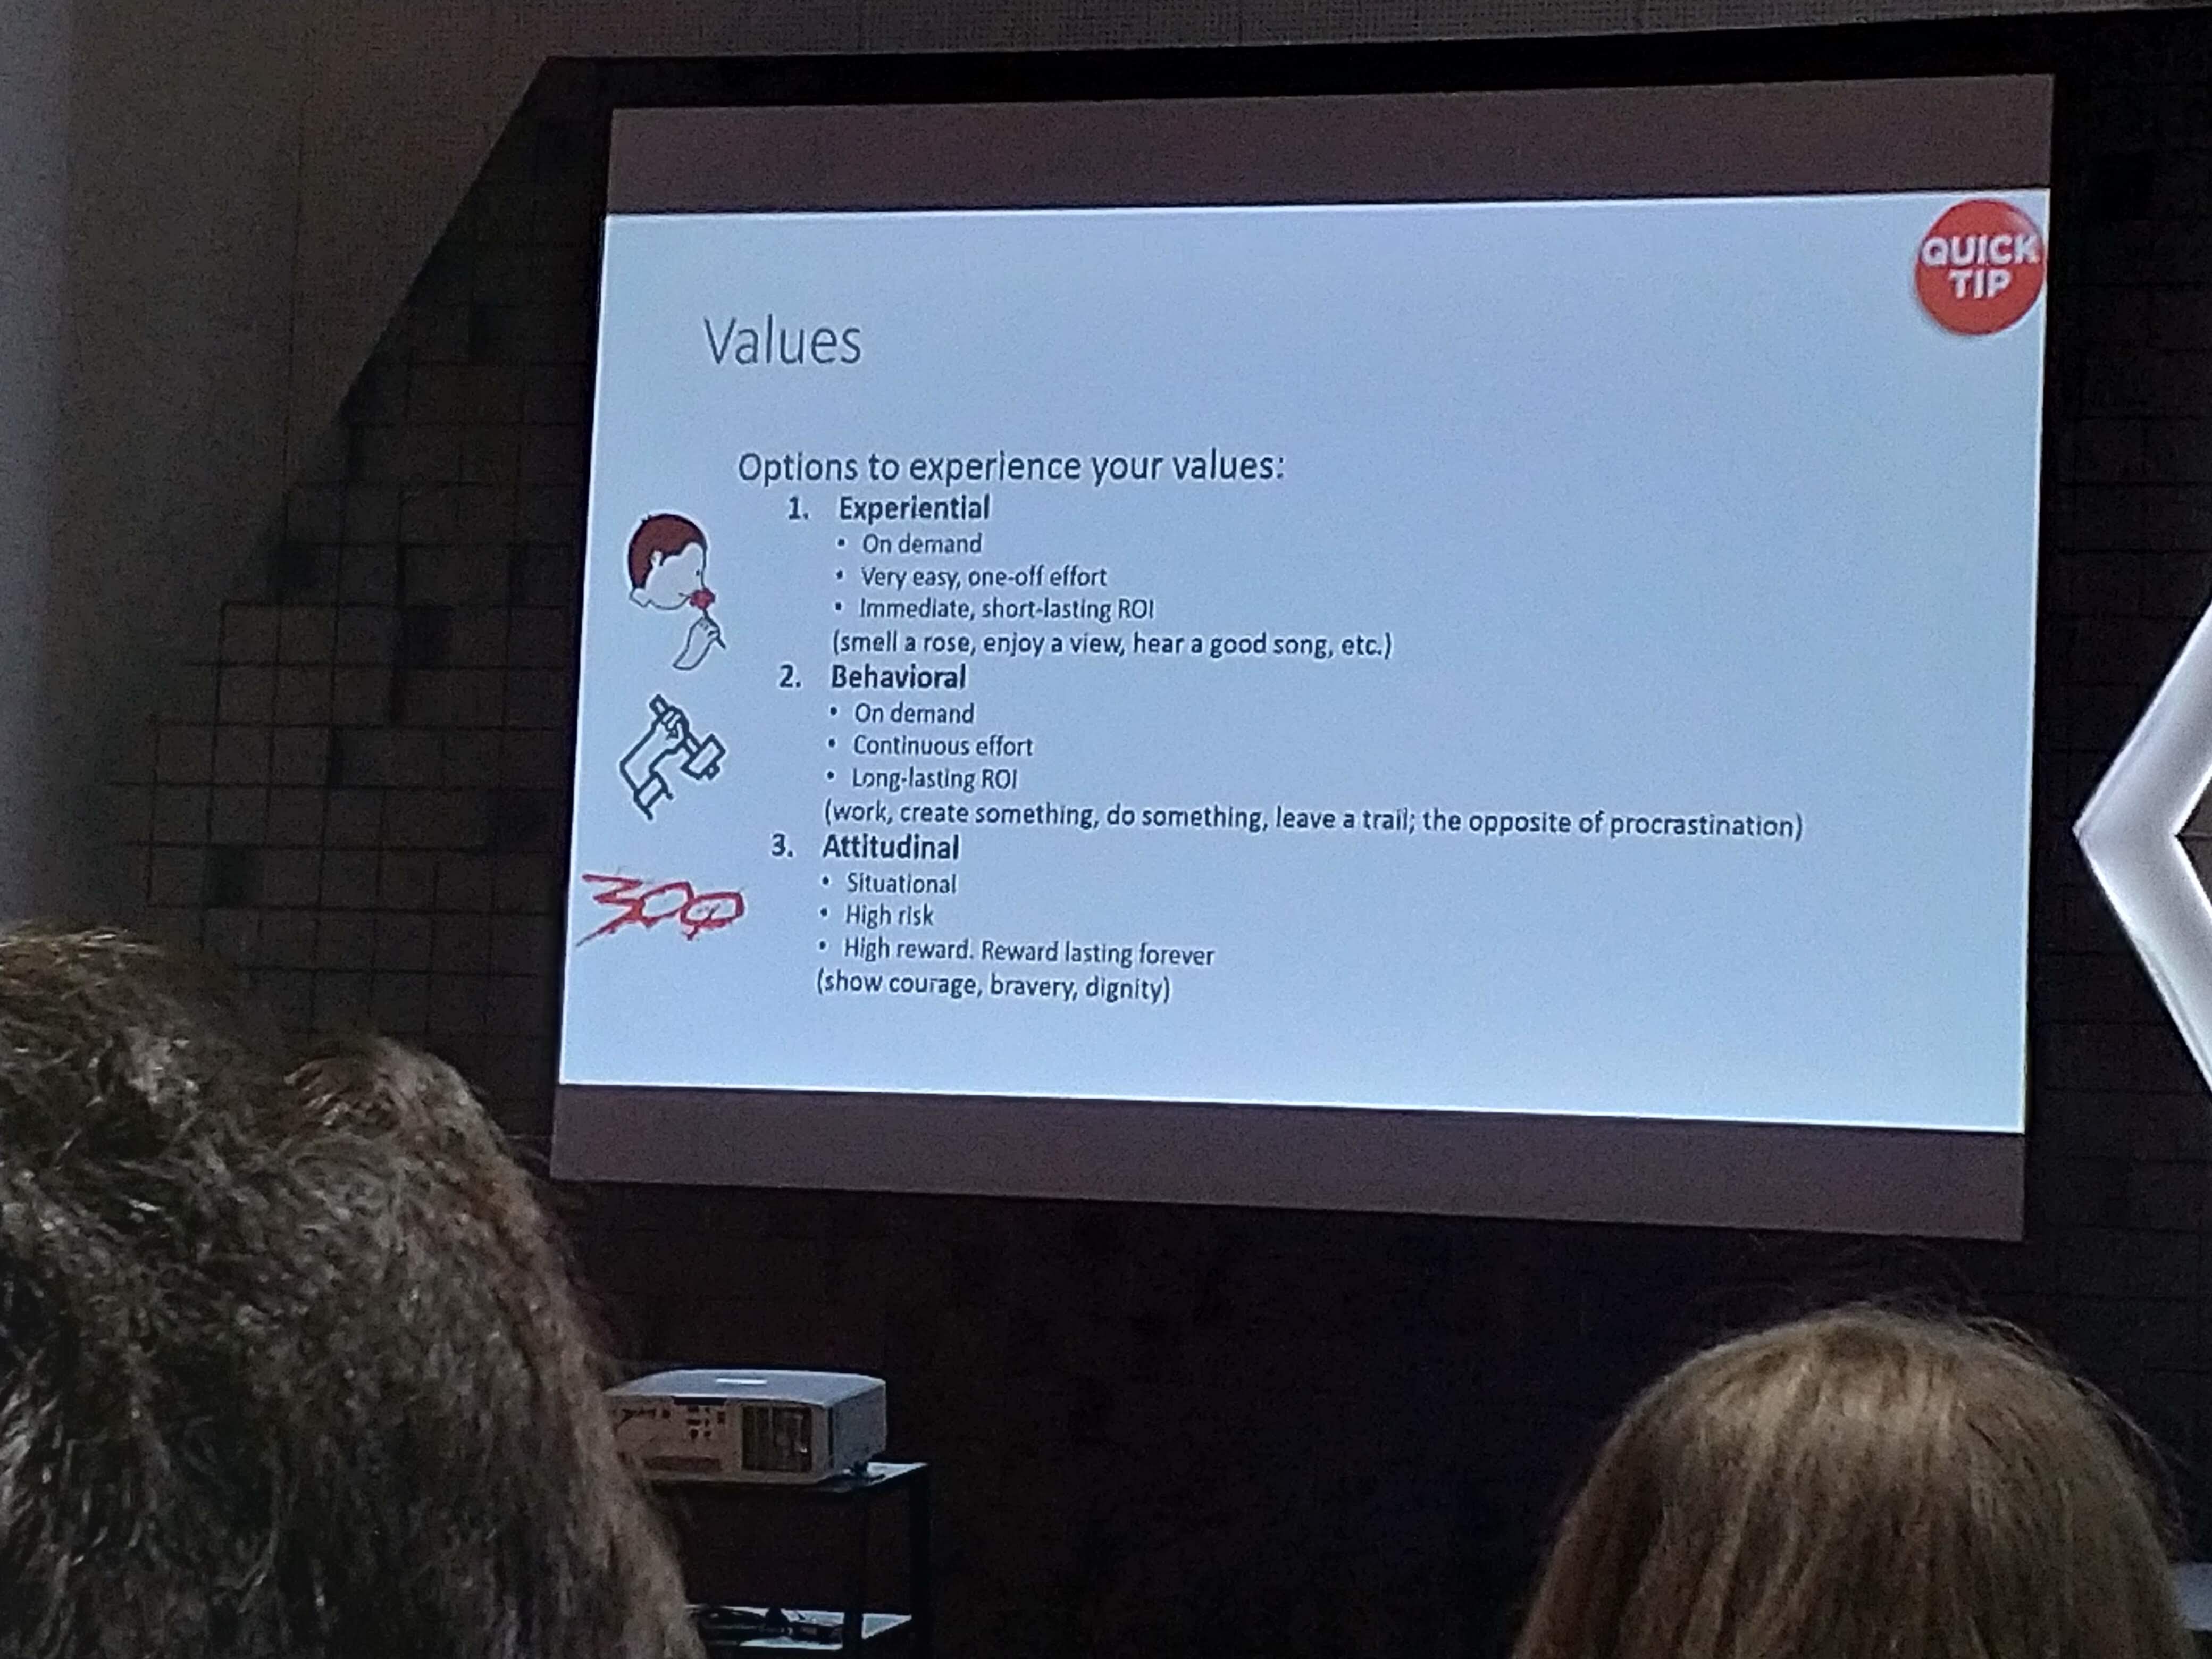 QUICK
TIP
Values
Options to experience your values:
1. Experiential
• On demand
• Very easy, one-off effort
• Immediate, short-lasting ROI
(smell a rose, enjoy a view, hear a good song, etc.)
2. Behavioral
• On demand
• Continuous effort
• Long-lasting ROI
(work, create something, do something, leave a trail; the opposite of procrastination)
3. Attitudinal
• Situational
• High risk
• High reward. Reward lasting forever
(show courage, bravery, dignity)
300